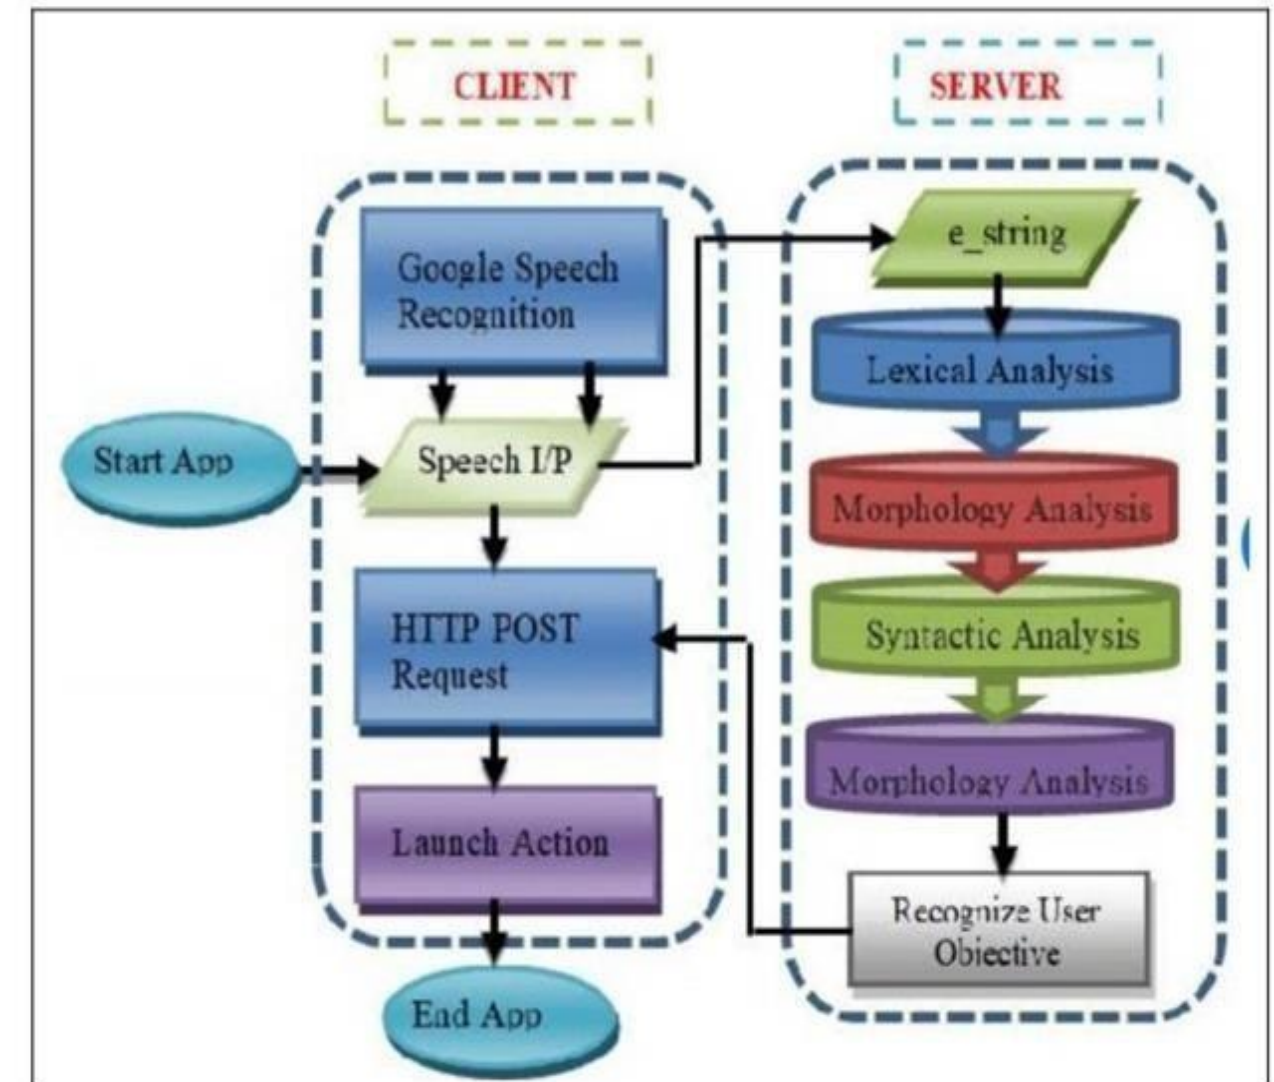 CLIENT
SERVER
Google Speech
Recognition
e_string
Lexical Analysis
Start App
Speech I/P
Morphology Analysis
HTTP POST
Request
Syntactic Analysis
Morphology Analysis
Launch Action
Recognize User
Obiective
End App